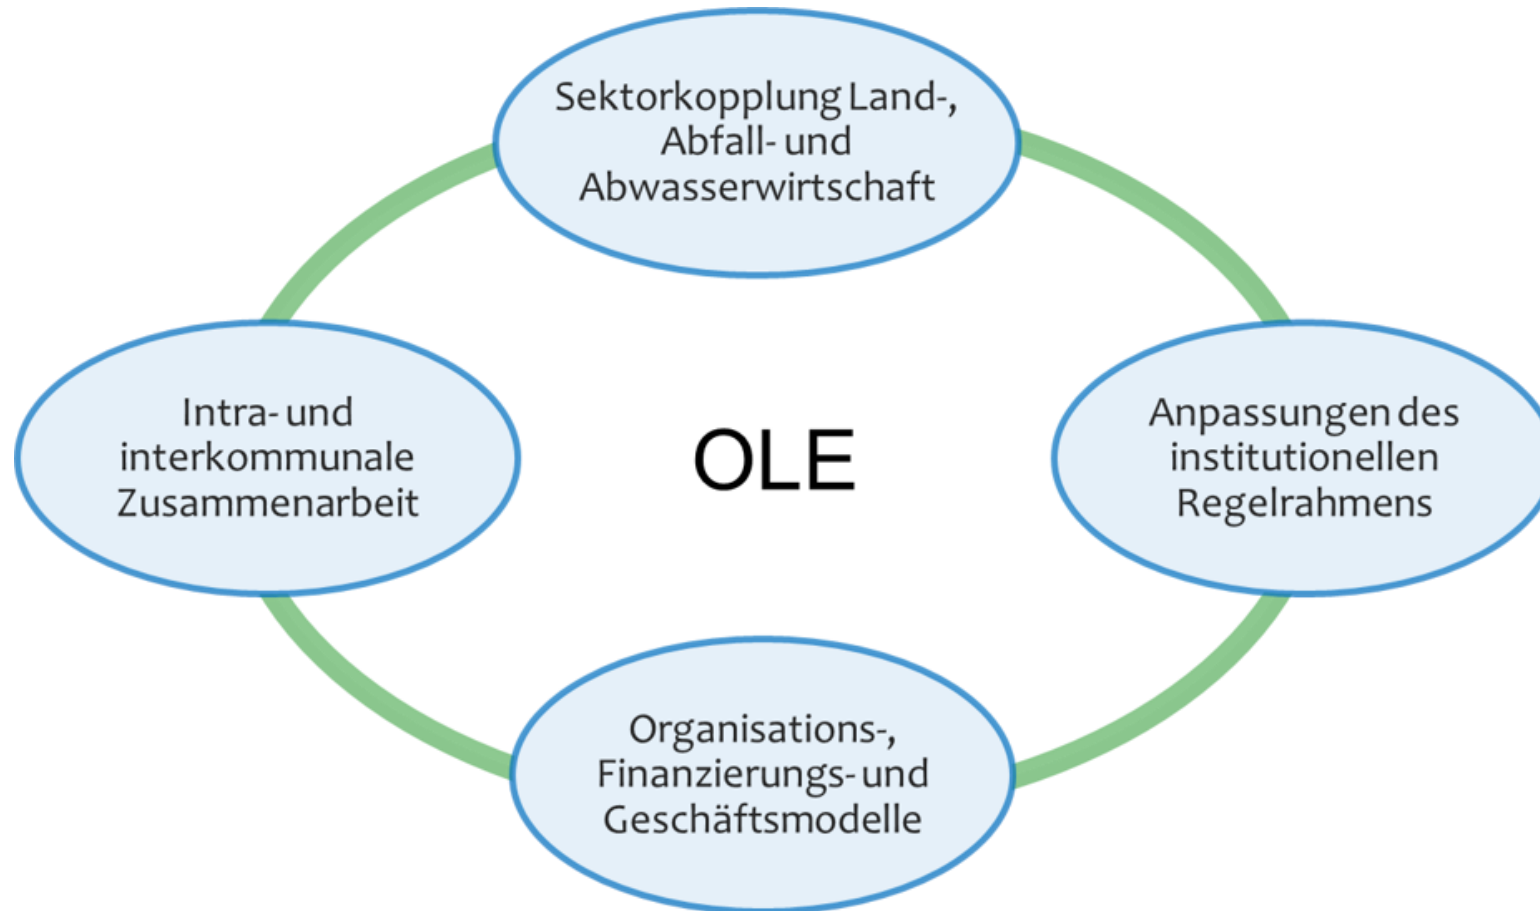 Sektorkopplung Land-,
Abfall- und
Abwasserwirtschaft
Intra- und
interkommunale
Zusammenarbeit
OLE
Anpassungen des
institutionellen
Regelrahmens
Organisations-,
Finanzierungs- und
Geschäftsmodelle